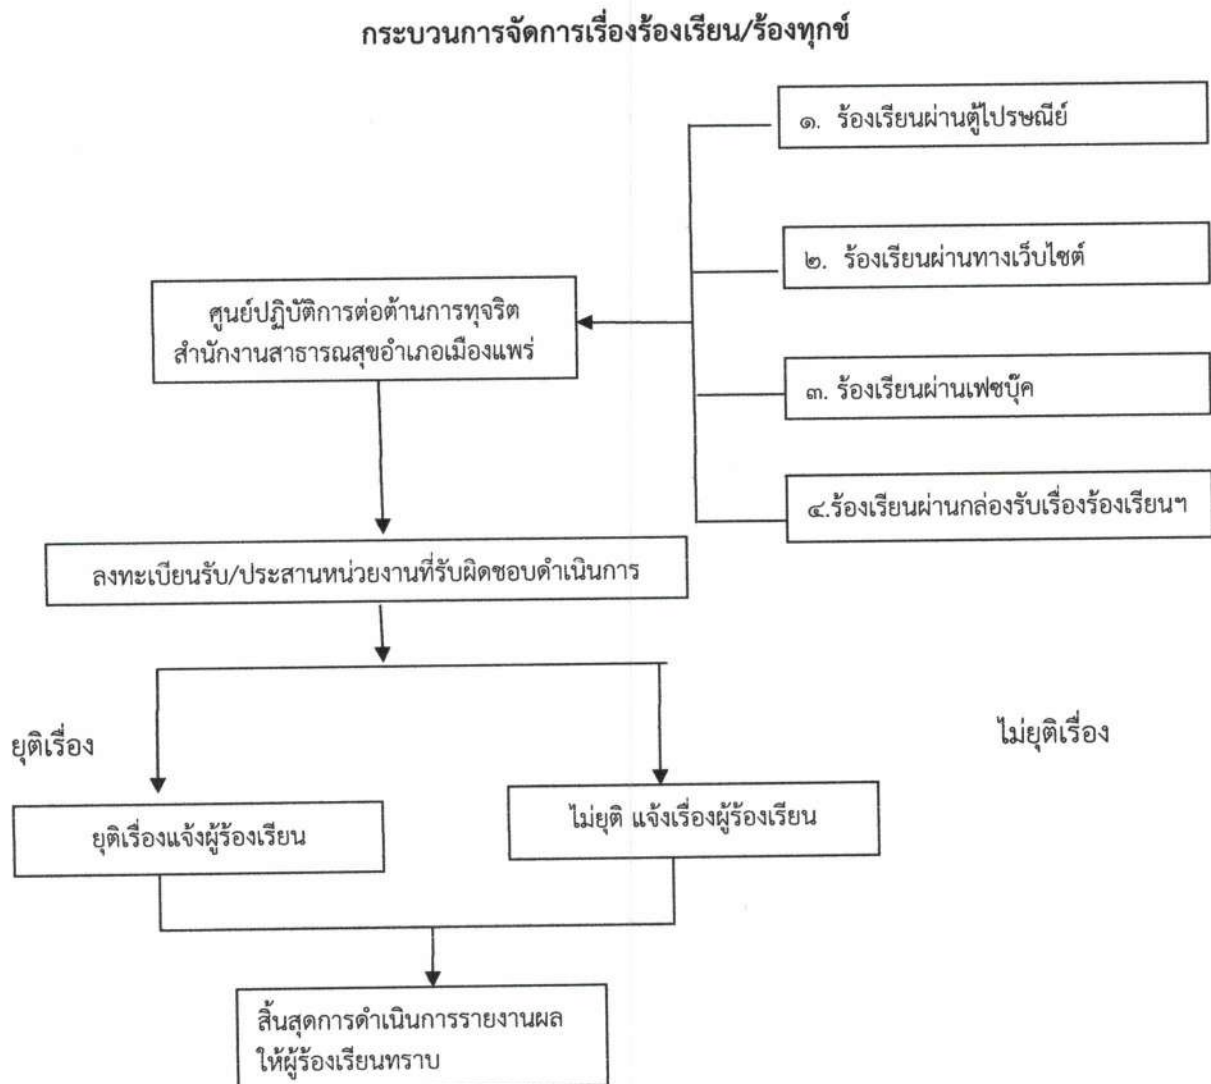 กระบวนการจัดการเรื่องร้องเรียน/ร้องทุกข์
๑. ร้องเรียนผ่านตู้ไปรษณีย์
๒. ร้องเรียนผ่านทางเว็บไซต์
ศูนย์ปฏิบัติการต่อต้านการทุจริต
สำนักงานสาธารณสุขอำเภอเมืองแพร่
๓. ร้องเรียนผ่านเฟซบุ๊ค
๔.ร้องเรียนผ่านกล่องรับเรื่องร้องเรียนฯ
ลงทะเบียนรับ/ประสานหน่วยงานที่รับผิดชอบดำเนินการ
ยุติเรื่อง
ไม่ยุติเรื่อง
ยุติเรื่องแจ้งผู้ร้องเรียน
ไม่ยุติ แจ้งเรื่องผู้ร้องเรียน
สิ้นสุดการดำเนินการรายงานผล
ให้ผู้ร้องเรียนทราบ